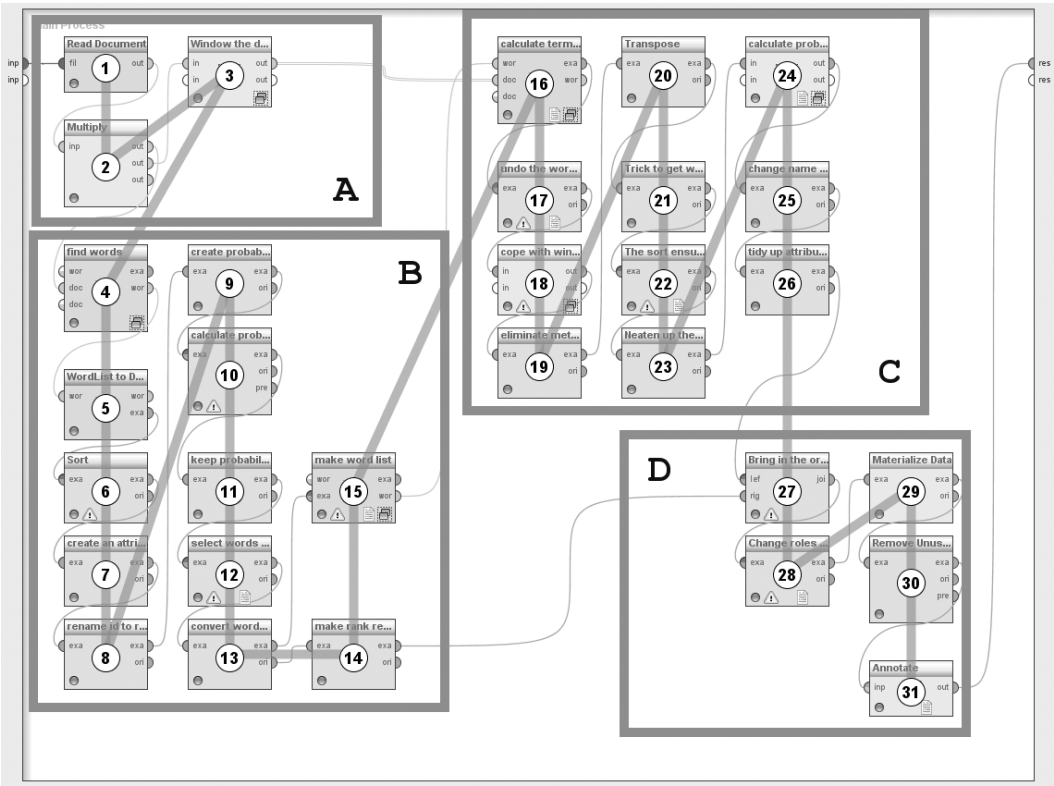 Main Process
inp
inp
res
res
A
Read Document
fil out
1
Multiply
inp out
out
out
2
Window the d...
in out
in out
3
B
find words
wor exa
doc wor
doc
4
WordList to D...
wor wor
exa
5
Sort
exa exa
ori
6
create an attri...
exa exa
ori
7
rename id to r...
exa exa
ori
8
create probab...
exa exa
ori
9
calculate prob...
exa exa
ori
pre
10
keep probabil...
exa exa
ori
11
select words ...
exa exa
ori
12
convert word...
exa exa
ori
13
make rank re...
exa exa
ori
14
make word list
wor exa
exa wor
15
C
calculate term...
wor exa
doc wor
doc
16
undo the wor...
exa exa
ori
17
cope with win...
in out
in out
18
eliminate met...
exa exa
ori
19
Transpose
exa exa
ori
20
Trick to get w...
exa exa
ori
21
The sort ensu...
exa exa
ori
22
Neaten up the...
exa exa
ori
23
calculate prob...
in out
in out
24
change name ...
exa exa
ori
25
tidy up attribu...
exa exa
ori
26
D
Bring in the or...
lef joi
rig
27
Change roles ...
exa exa
ori
28
Materialize Data
exa exa
ori
29
Remove Unus...
exa exa
ori
pre
30
Annotate
inp out
31